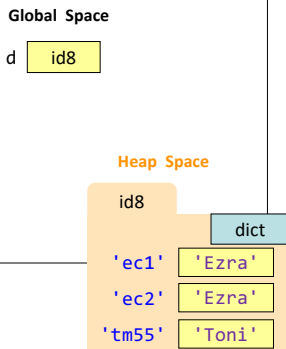 Global Space
d id8
Heap Space
id8
dict
'ec1' 'Ezra'
'ec2' 'Ezra'
'tm55' 'Toni'